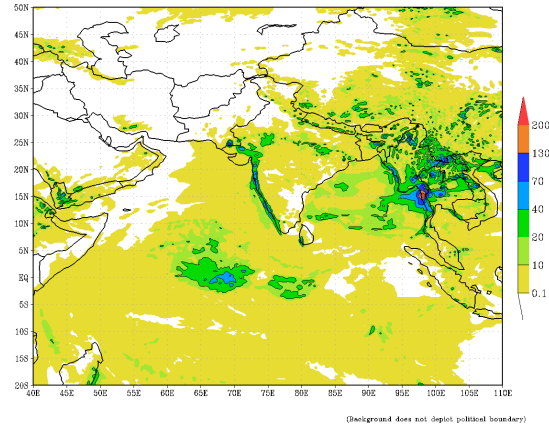 50N
45N
40N
35N
30N
25N
20N
15N
10N
5N
EQ
5S
10S
15S
20S
40E 45E 50E 55E 60E 65E 70E 75E 80E 85E 90E 95E 100E 105E 110E
200
130
70
40
20
10
0.1
(Background does not depict political boundary)